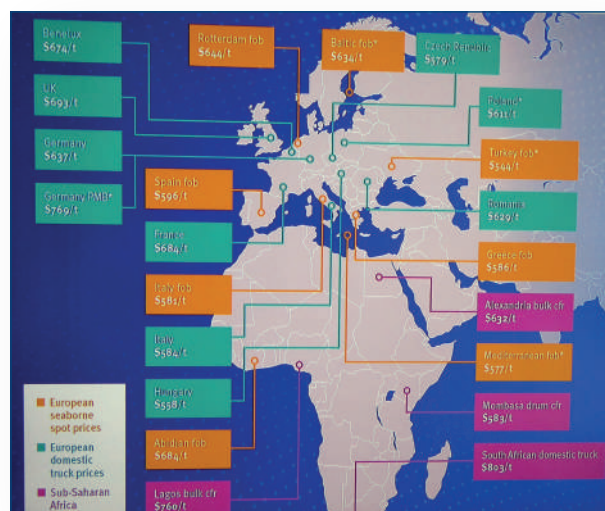 Benelux
$674/t
Rotterdam fob
$644/t
Baltic fob*
$634/t
Czech Republic
$579/t
UK
$693/t
Poland*
$611/t
Germany
$637/t
Turkey fob*
$544/t
Germany PMB*
$769/t
Spain fob
$596/t
Romania
$629/t
France
$684/t
Greece fob
$586/t
Italy fob
$581/t
Alexandria bulk cfr
$632/t
Italy
$584/t
Mediterranean fob*
$577/t
Hungary
$558/t
Mombasa drum cfr
$583/t
Abidjan fob
$684/t
South African domestic truck
$803/t
Lagos bulk cfr
$760/t
European
seaborne
spot prices
European
domestic
truck prices
Sub-Saharan
Africa